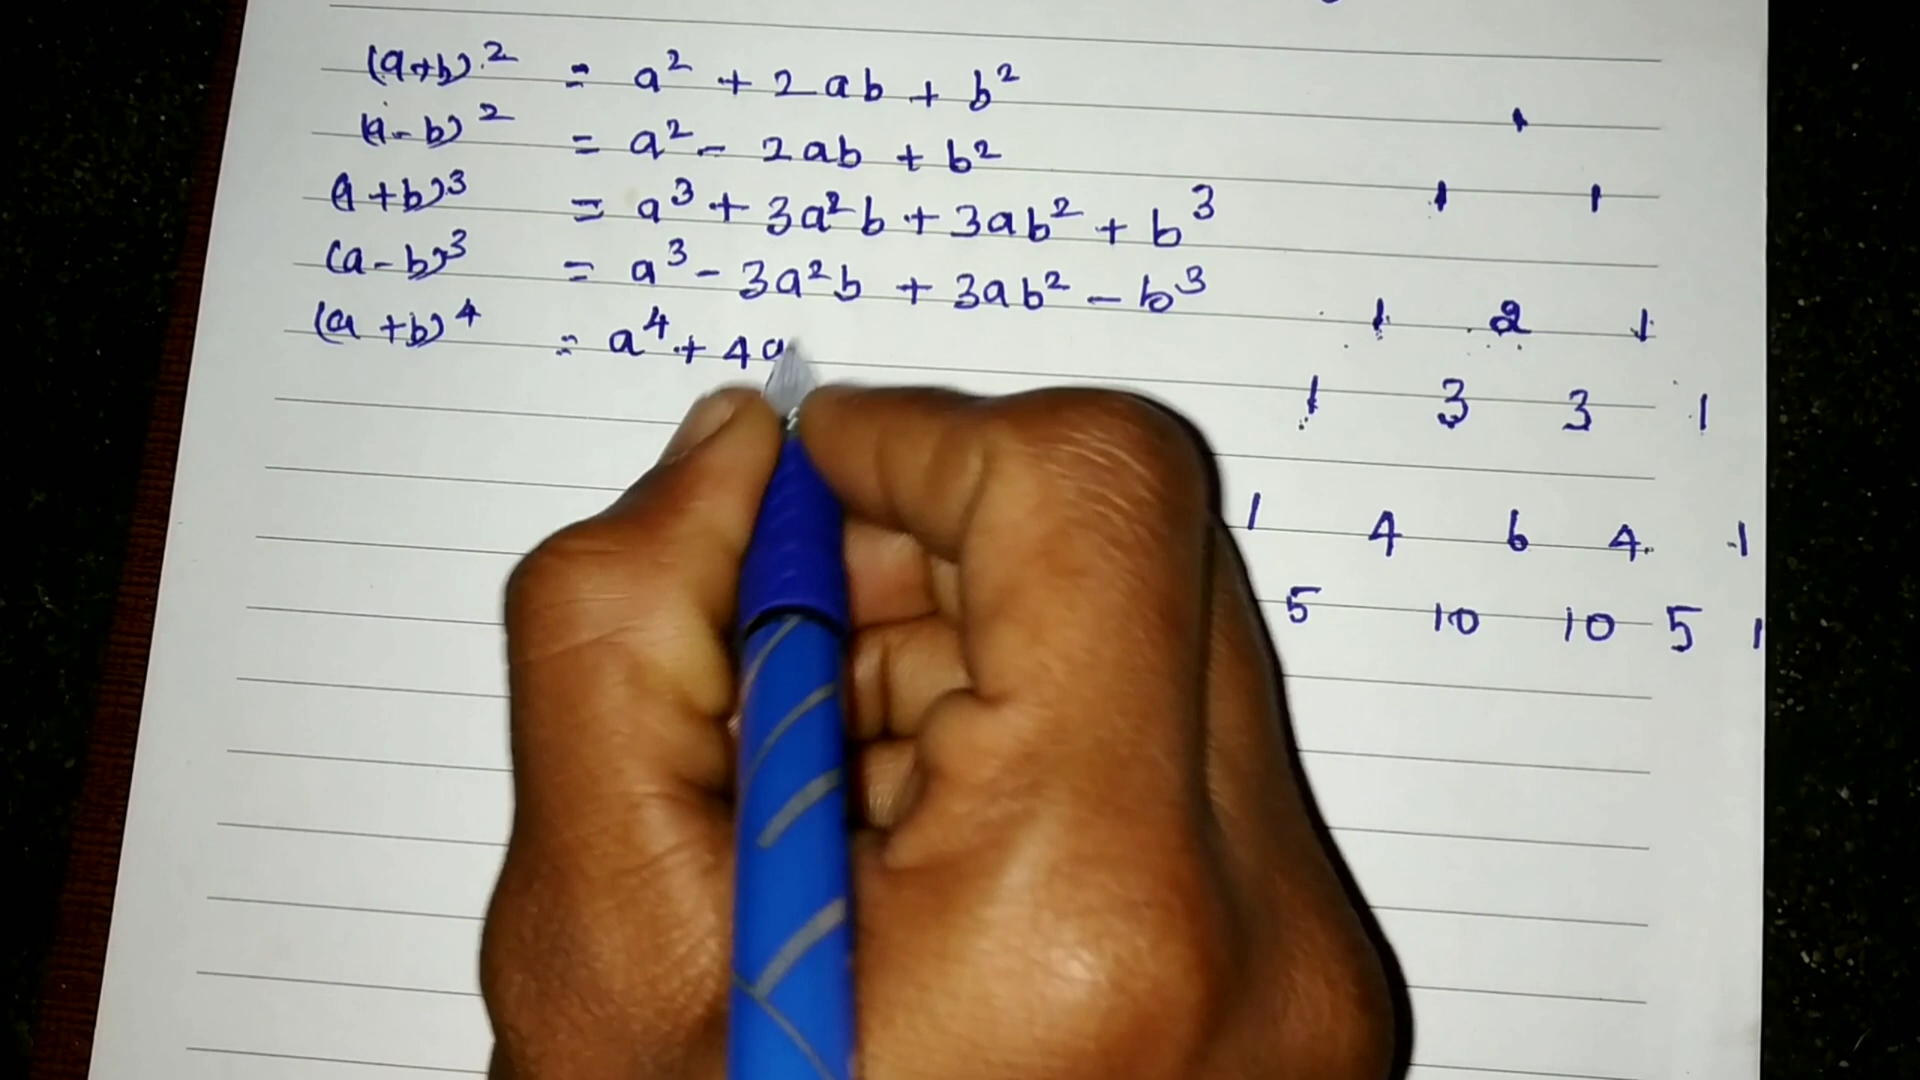 (a+b)² = a² + 2ab + b²
(a-b)² = a² - 2ab + b²
(a+b)³ = a³ + 3a²b + 3ab² + b³
(a-b)³ = a³ - 3a²b + 3ab² - b³
(a+b)⁴ = a⁴ + 4a
1
1 1
1 2 1
1 3 3 1
1 4 6 4 1
5 10 10 5 1